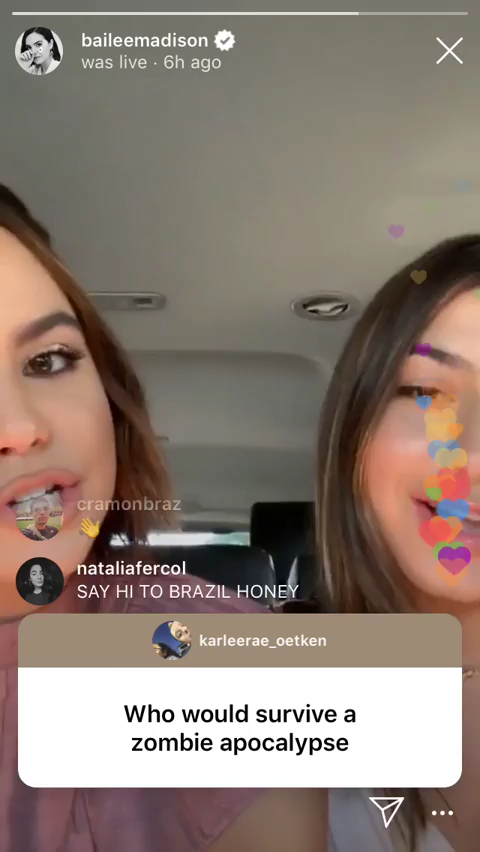 baileemadison
was live · 6h ago
cramonbraz
👋
nataliafercol
SAY HI TO BRAZIL HONEY
karleerae_oetken
Who would survive a
zombie apocalypse